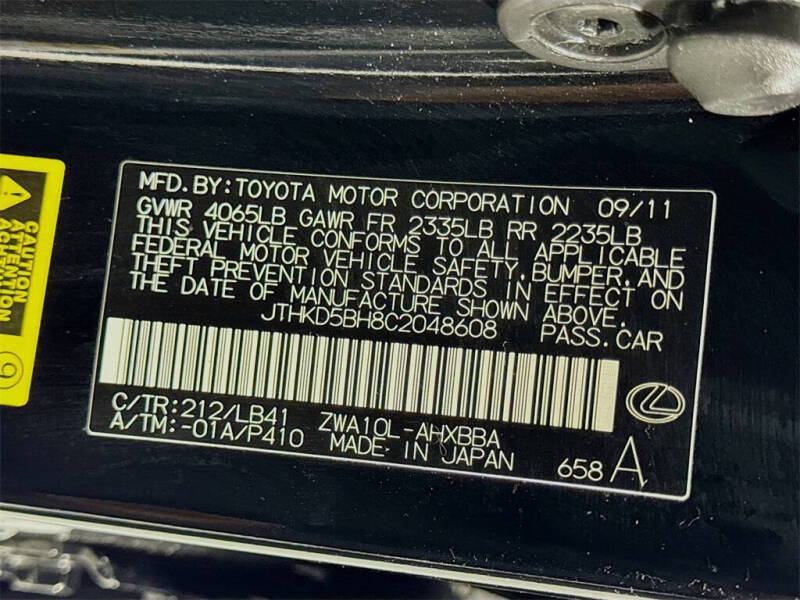 MFD. BY: TOYOTA MOTOR CORPORATION 09/11
GVWR 4065LB GAWR FR 2335LB RR 2235LB
THIS VEHICLE CONFORMS TO ALL APPLICABLE
FEDERAL MOTOR VEHICLE SAFETY, BUMPER, AND
THEFT PREVENTION STANDARDS IN EFFECT ON
THE DATE OF MANUFACTURE SHOWN ABOVE.
JTHKD5BH8C2048608 PASS. CAR
C/TR: 212/LB41 ZWA10L-AHXBBA
A/TM: -01A/P410 MADE IN JAPAN
658 A
CAUTION
ATTENTION
9